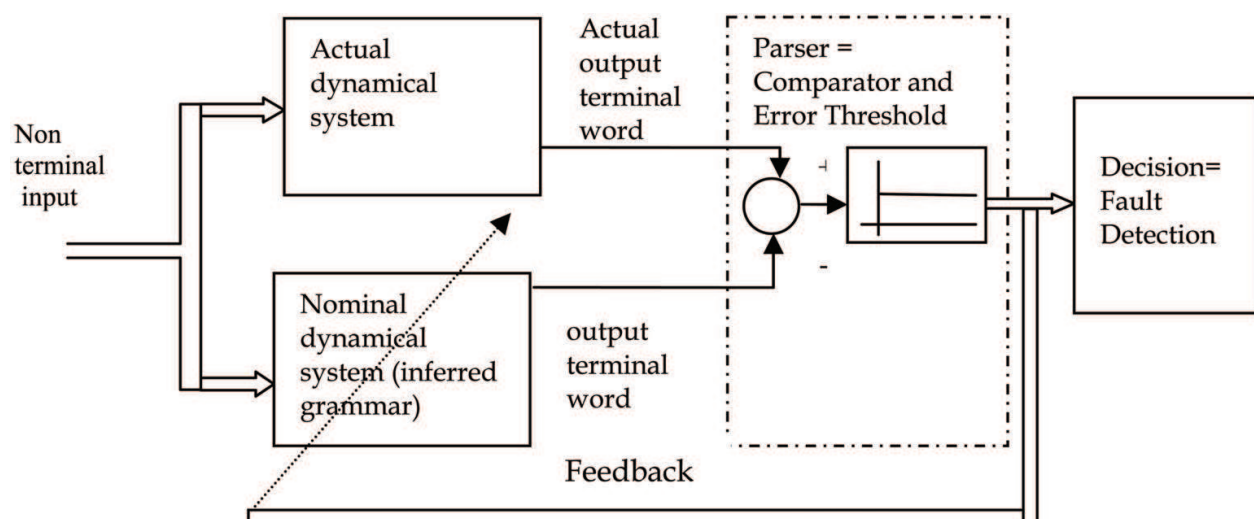 Non
terminal
input
Actual
dynamical
system
Actual
output
terminal
word
Parser =
Comparator and
Error Threshold
+
-
Decision=
Fault
Detection
Nominal
dynamical
system (inferred
grammar)
output
terminal
word
Feedback